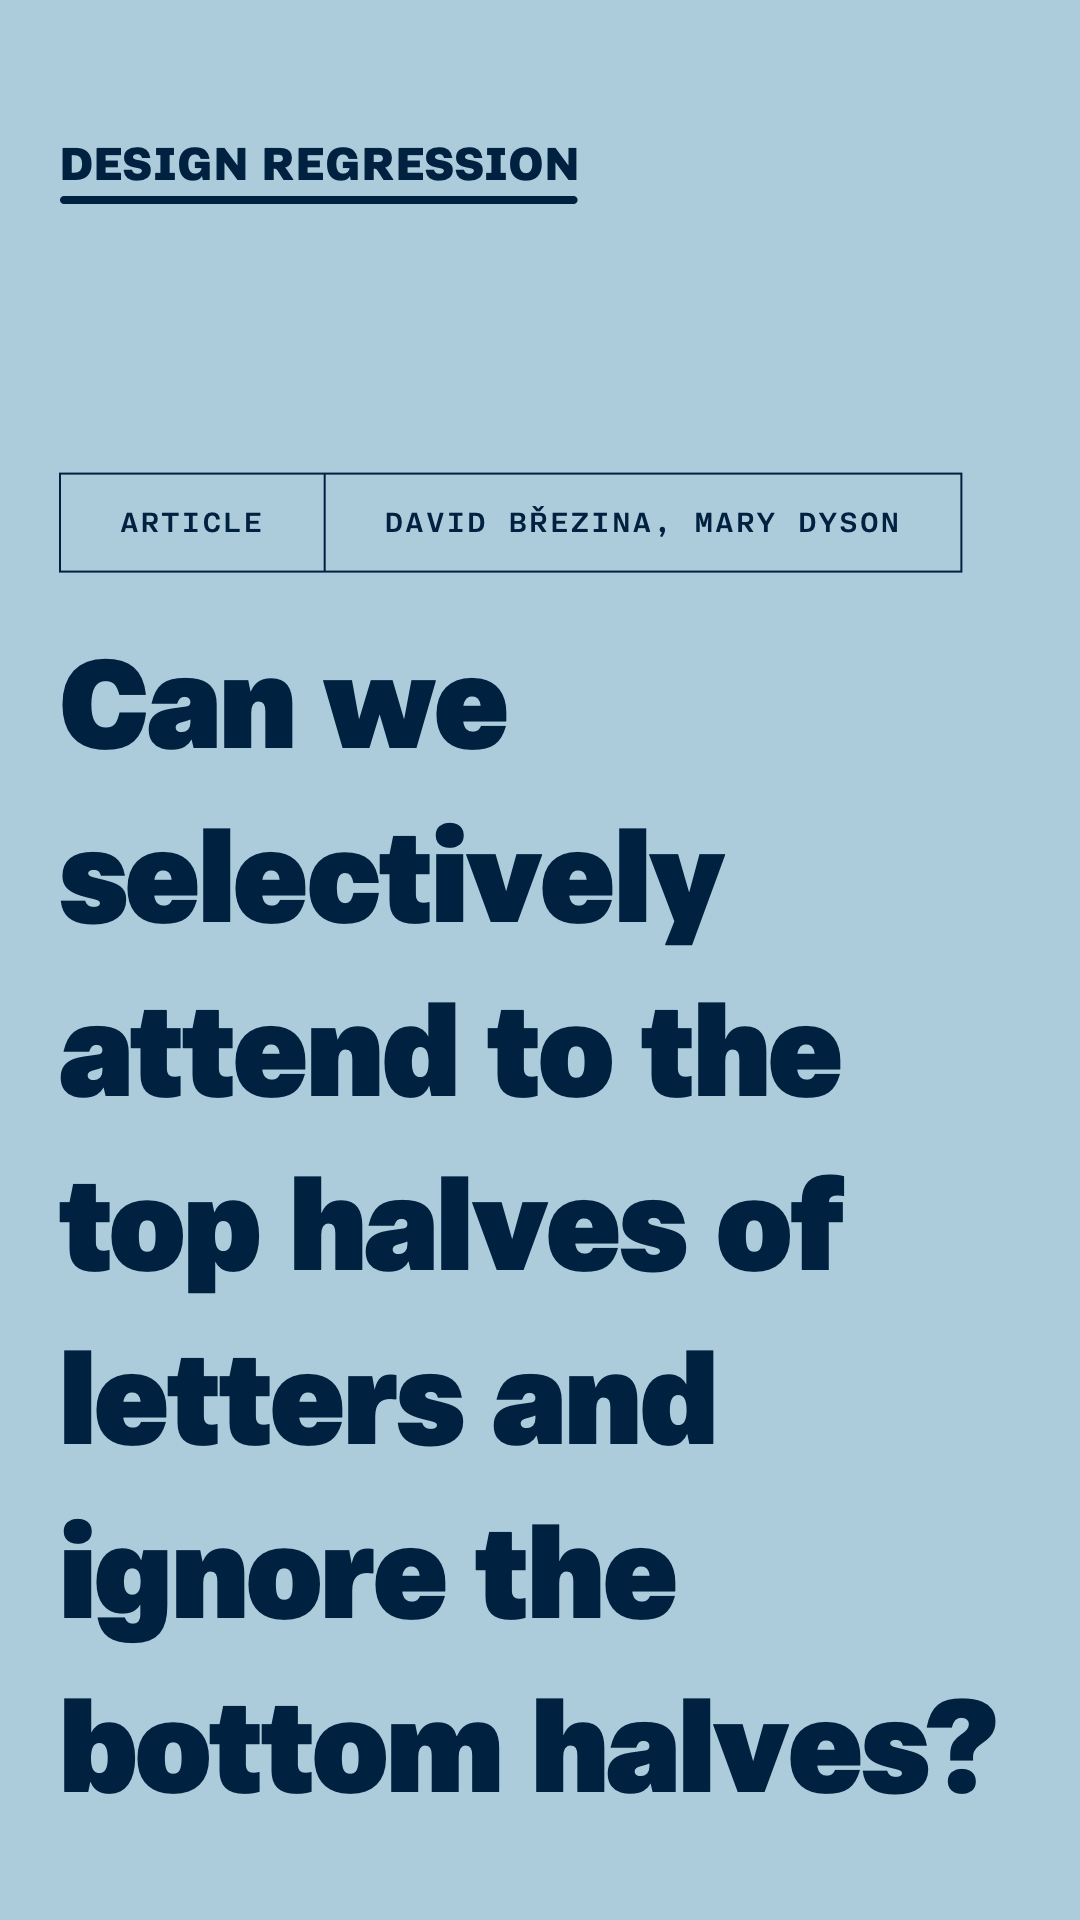 DESIGN REGRESSION
ARTICLE DAVID BŘEZINA, MARY DYSON
Can we
selectively
attend to the
top halves of
letters and
ignore the
bottom halves?